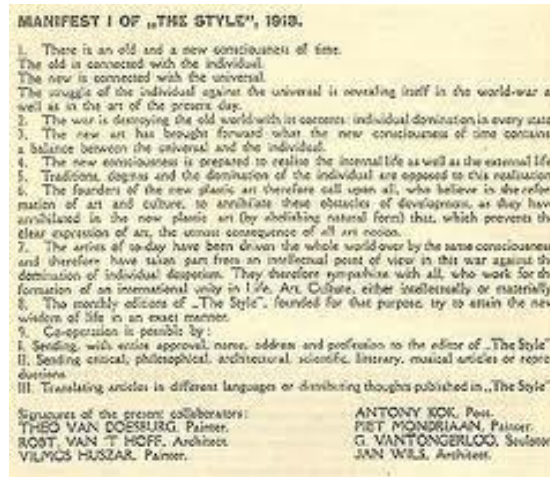 MANIFEST I OF „THE STYLE", 1918.
1. There is an old and a new consciousness of time.
The old is connected with the individual.
The new is connected with the universal.
The struggle of the individual against the universal is revealing itself in the world-war as
well as in the art of the present day.
2. The war is destroying the old world with its contents: individual domination in every state
3. The new art has brought forward what the new consciousness of time contains
a balance between the universal and the individual.
4. The new consciousness is prepared to realise the internal life as well as the external life
5. Traditions, dogmas and the domination of the individual are opposed to this realisation
6. The founders of the new plastic art therefore call upon all, who believe in the refor
mation of art and culture, to annihilate these obstacles of development, as they have
annihilated in the new plastic art (by abolishing natural form) that, which prevents the
clear expression of art, the utmost consequence of all art notion.
7. The artists of to-day have been driven the whole world over by the same consciousness
and therefore have taken part from an intellectual point of view in this war against the
domination of individual despotism. They therefore sympathise with all, who work for the
formation of an international unity in Life, Art, Culture, either intellectually or materially
8. The monthly editions of „The Style", founded for that purpose, try to attain the new
wisdom of life in an exact manner.
9. Co-operation is possible by:
I. Sending, with entire approval, name, address and profession to the editor of „The Style"
II. Sending critical, philosophical, architectural, scientific, literary, musical articles or repro
ductions.
III. Translating articles in different languages or distributing thoughts published in „The Style"
Signatures of the present collaborators:
THEO VAN DOESBURG, Painter.
ROBT. VAN 'T HOFF, Architect.
VILMOS HUSZAR, Painter.
ANTONY KOK, Poet.
PIET MONDRIAAN, Painter.
G. VANTONGERLOO, Sculptor
JAN WILS, Architect.